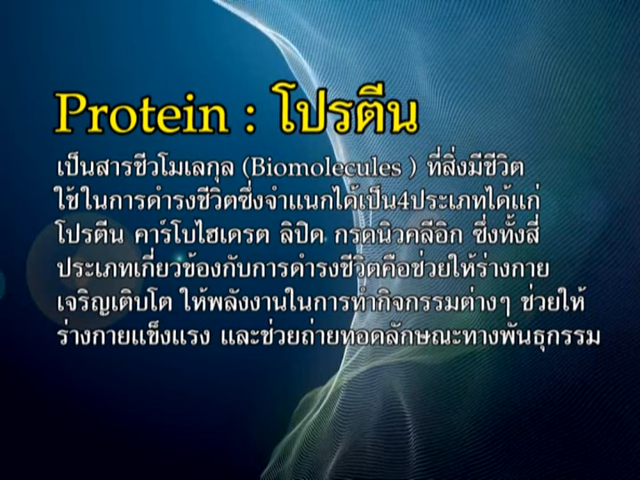 Protein : โปรตีน
เป็นสารชีวโมเลกุล (Biomolecules ) ที่สิ่งมีชีวิต
ใช้ในการดำรงชีวิตซึ่งจำแนกได้เป็น4ประเภทได้แก่
โปรตีน คาร์โบไฮเดรต ลิปิด กรดนิวคลีอิก ซึ่งทั้งสี่
ประเภทเกี่ยวข้องกับการดำรงชีวิตคือช่วยให้ร่างกาย
เจริญเติบโต ให้พลังงานในการทำกิจกรรมต่างๆ ช่วยให้
ร่างกายแข็งแรง และช่วยถ่ายทอดลักษณะทางพันธุกรรม